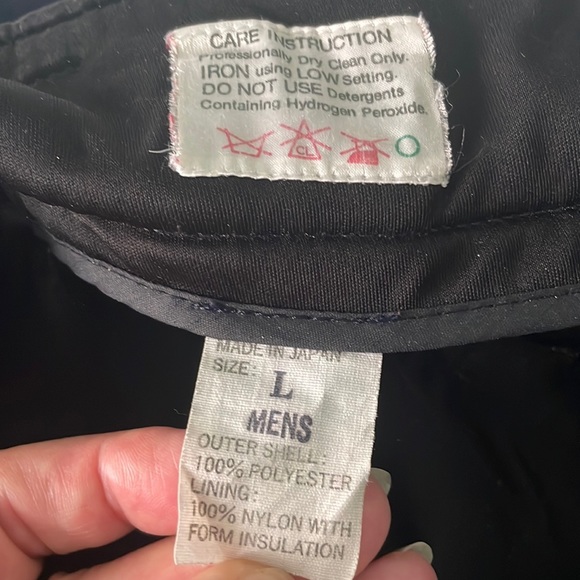 CARE INSTRUCTION
Professionally Dry Clean Only.
IRON using LOW Setting.
DO NOT USE Detergents
Containing Hydrogen Peroxide.
CL
MADE IN JAPAN
SIZE: L
MENS
OUTER SHELL:
100% POLYESTER
LINING:
100% NYLON WITH
FORM INSULATION